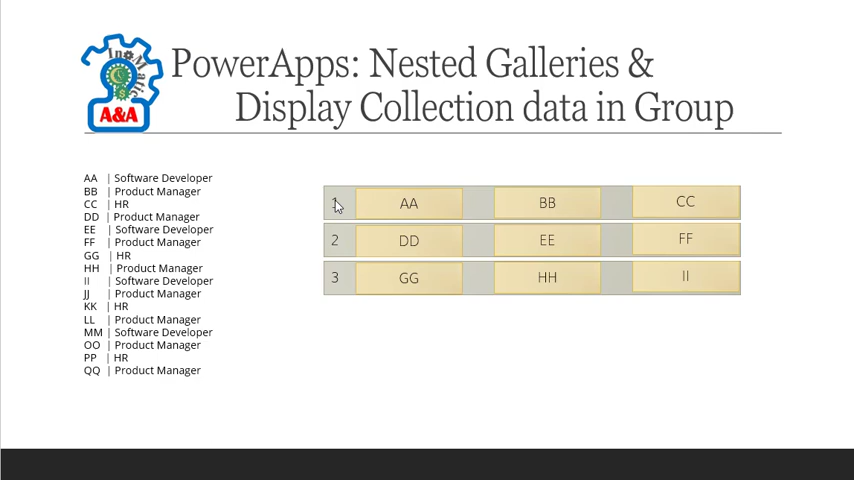 PowerApps: Nested Galleries &
Display Collection data in Group
InoMatic
A&A
AA | Software Developer
BB | Product Manager
CC | HR
DD | Product Manager
EE | Software Developer
FF | Product Manager
GG | HR
HH | Product Manager
II | Software Developer
JJ | Product Manager
KK | HR
LL | Product Manager
MM | Software Developer
OO | Product Manager
PP | HR
QQ | Product Manager
1 AA BB CC
2 DD EE FF
3 GG HH II